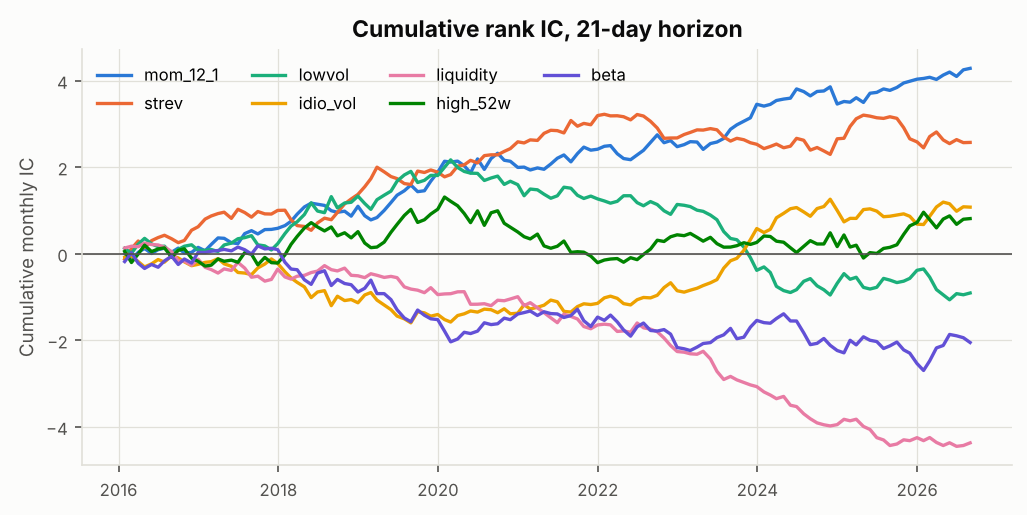 Cumulative rank IC, 21-day horizon
mom_12_1 lowvol liquidity beta
strev idio_vol high_52w
Cumulative monthly IC
4
2
0
−2
−4
2016 2018 2020 2022 2024 2026